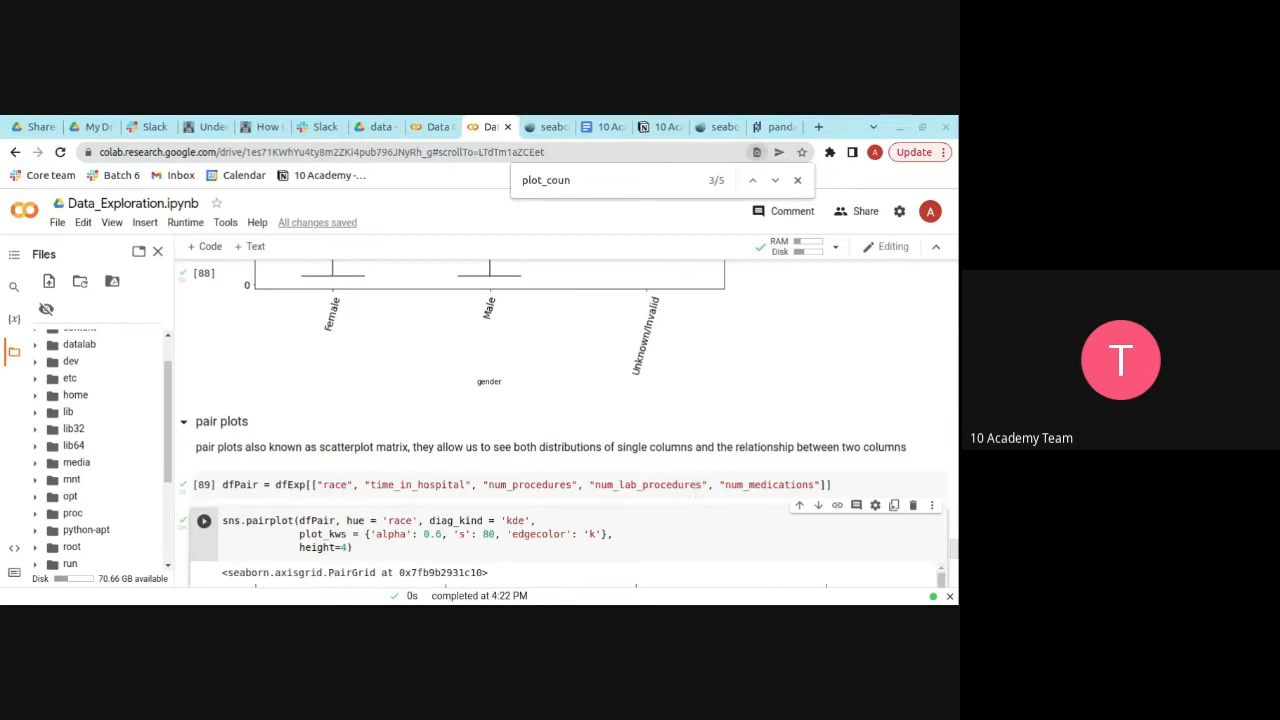 Share
My Dr
Slack
Unde
How l
Slack
data -
Data
Dat
seabo
10 Ac
10 Aca
seabo
panda
colab.research.google.com/drive/1es71KWhYu4ty8m2ZKi4pub796JNyRh_g#scrollTo=LTdTm1aZCEet
A
Update
Core team
Batch 6
Inbox
Calendar
10 Academy -...
plot_coun
3/5
Data_Exploration.ipynb
File Edit View Insert Runtime Tools Help All changes saved
Comment
Share
A
Files
+ Code + Text
RAM
Disk
Editing
{x}
datalab
dev
etc
home
lib
lib32
lib64
media
mnt
opt
proc
python-apt
root
run
Disk 70.66 GB available
[88]
0
Female
Male
Unknown/Invalid
gender
pair plots
pair plots also known as scatterplot matrix, they allow us to see both distributions of single columns and the relationship between two columns
[89] dfPair = dfExp[["race", "time_in_hospital", "num_procedures", "num_lab_procedures", "num_medications"]]
sns.pairplot(dfPair, hue = 'race', diag_kind = 'kde',
plot_kws = {'alpha': 0.6, 's': 80, 'edgecolor': 'k'},
height=4)
<seaborn.axisgrid.PairGrid at 0x7fb9b2931c10>
0s completed at 4:22 PM
T
10 Academy Team